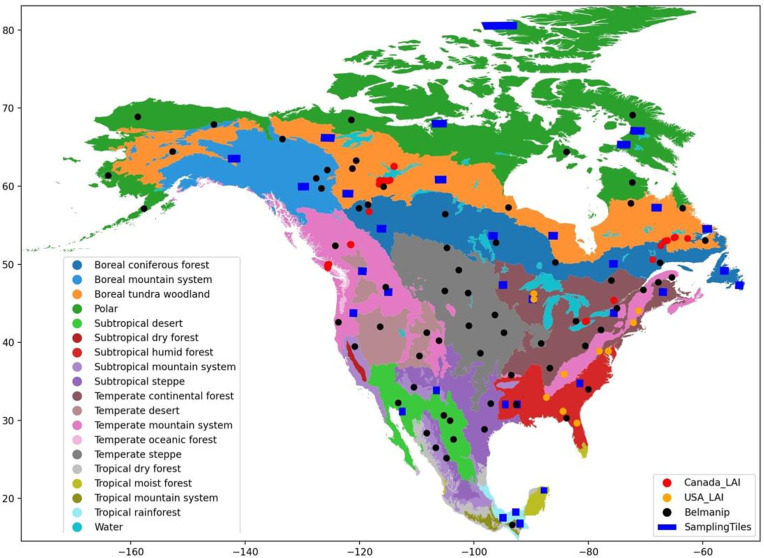 80
70
60
50
40
30
20
Boreal coniferous forest
Boreal mountain system
Boreal tundra woodland
Polar
Subtropical desert
Subtropical dry forest
Subtropical humid forest
Subtropical mountain system
Subtropical steppe
Temperate continental forest
Temperate desert
Temperate mountain system
Temperate oceanic forest
Temperate steppe
Tropical dry forest
Tropical moist forest
Tropical mountain system
Tropical rainforest
Water
Canada_LAI
USA_LAI
Belmanip
SamplingTiles
−160 −140 −120 −100 −80 −60